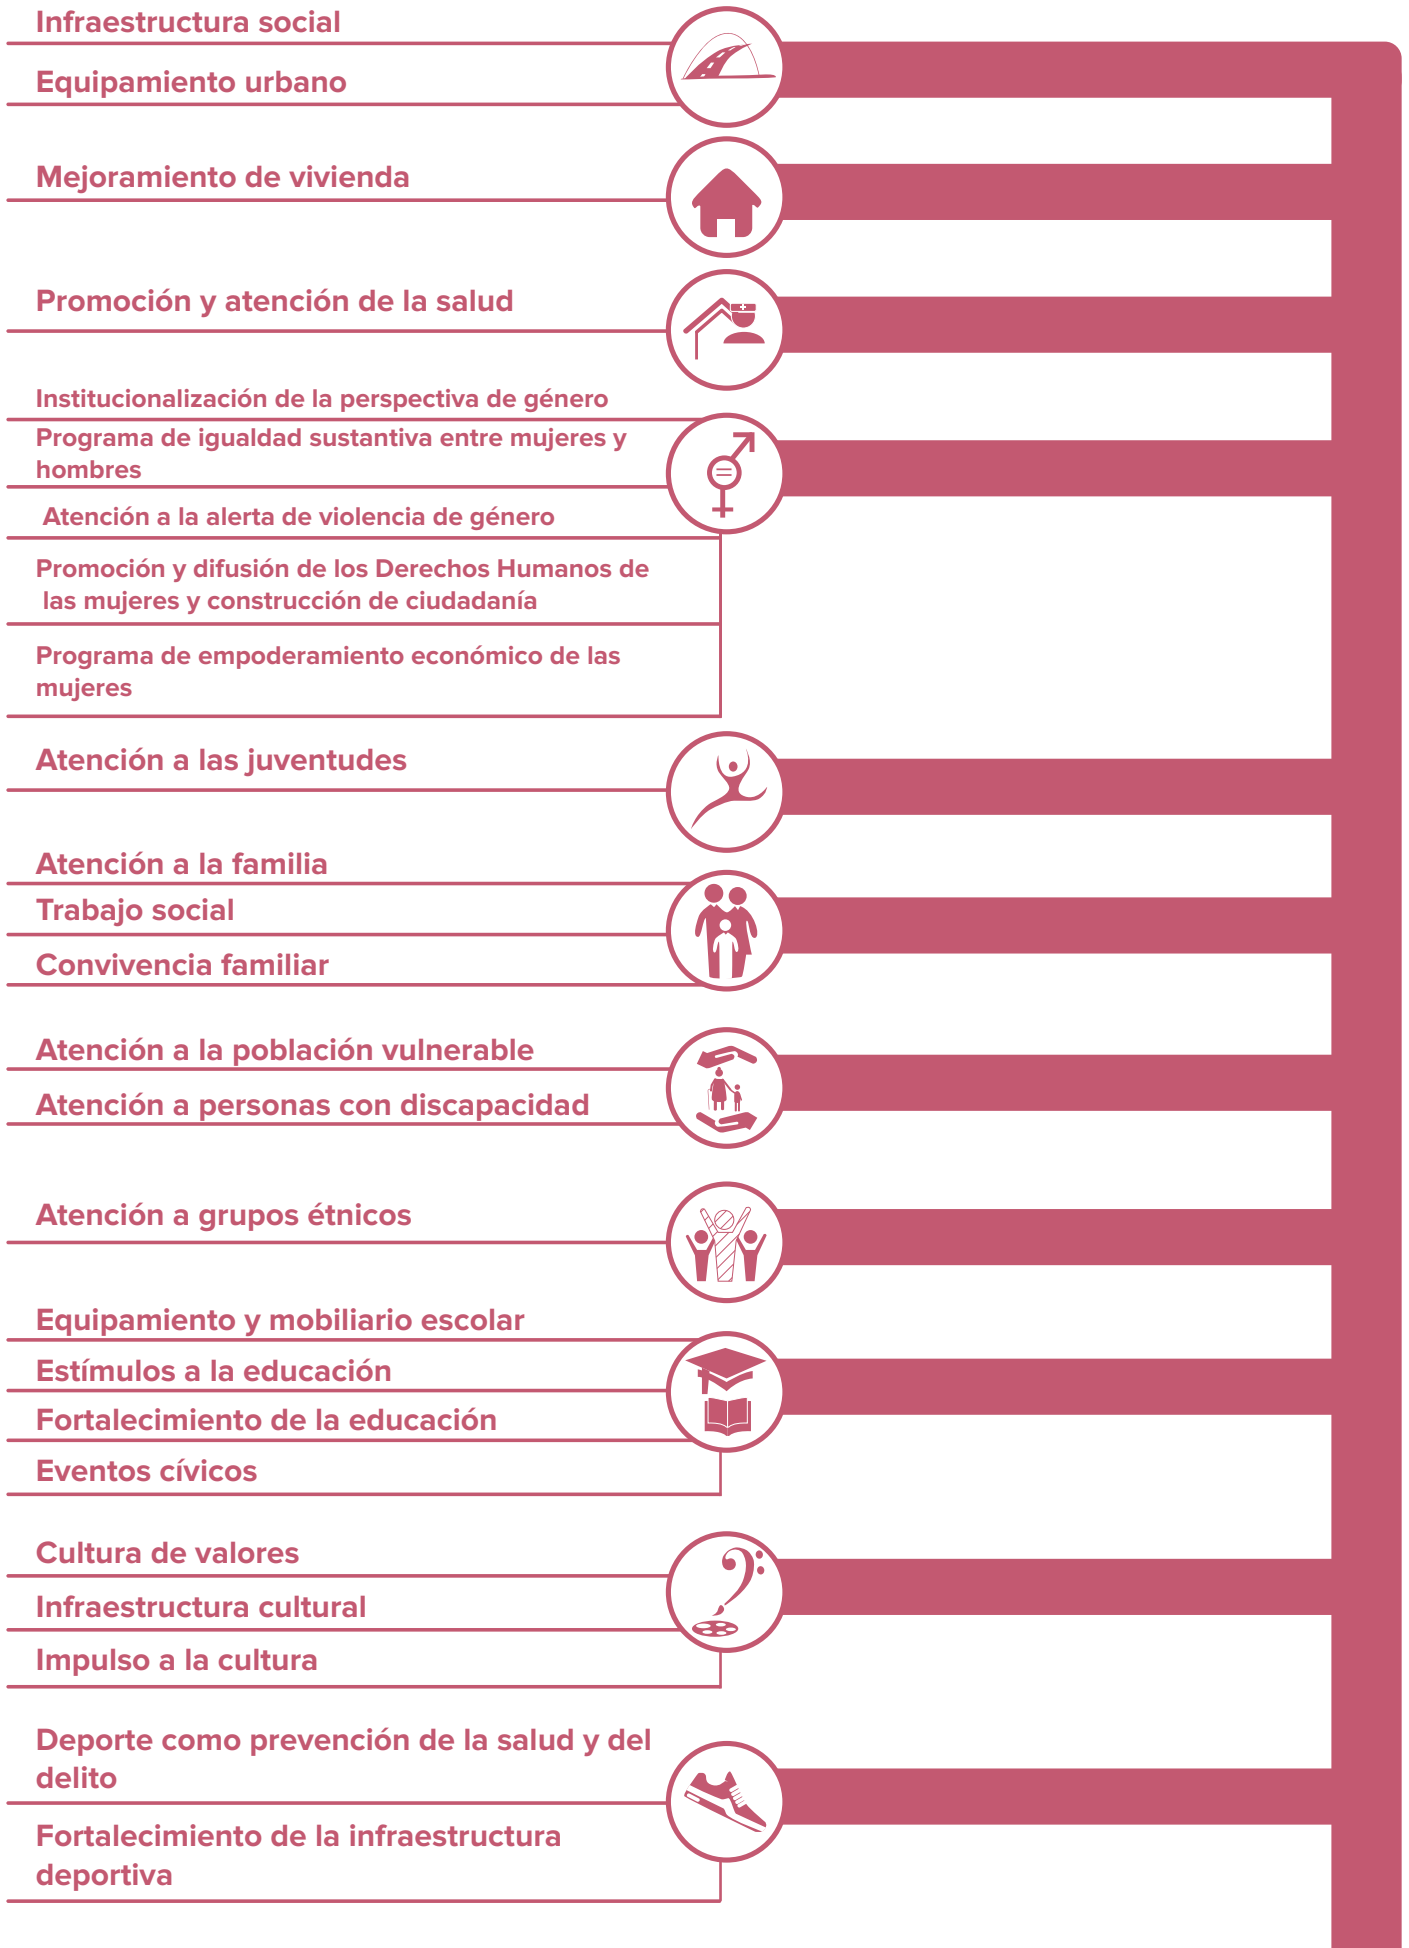 Infraestructura social
Equipamiento urbano
Mejoramiento de vivienda
Promoción y atención de la salud
Institucionalización de la perspectiva de género
Programa de igualdad sustantiva entre mujeres y
hombres
Atención a la alerta de violencia de género
Promoción y difusión de los Derechos Humanos de
las mujeres y construcción de ciudadanía
Programa de empoderamiento económico de las
mujeres
Atención a las juventudes
Atención a la familia
Trabajo social
Convivencia familiar
Atención a la población vulnerable
Atención a personas con discapacidad
Atención a grupos étnicos
Equipamiento y mobiliario escolar
Estímulos a la educación
Fortalecimiento de la educación
Eventos cívicos
Cultura de valores
Infraestructura cultural
Impulso a la cultura
Deporte como prevención de la salud y del
delito
Fortalecimiento de la infraestructura
deportiva